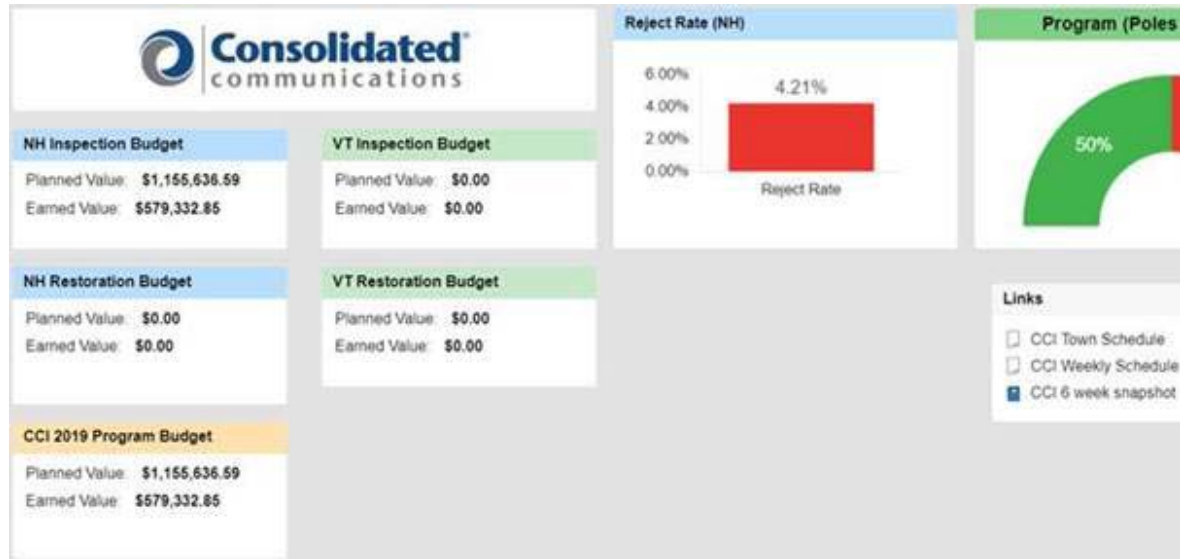 Consolidated
communications
NH Inspection Budget
Planned Value: $1,155,636.59
Earned Value: $579,332.85
VT Inspection Budget
Planned Value: $0.00
Earned Value: $0.00
NH Restoration Budget
Planned Value: $0.00
Earned Value: $0.00
VT Restoration Budget
Planned Value: $0.00
Earned Value: $0.00
CCI 2019 Program Budget
Planned Value: $1,155,636.59
Earned Value: $579,332.85
Reject Rate (NH)
6.00%
4.00%
2.00%
0.00%
4.21%
Reject Rate
Program (Poles
50%
Links
CCI Town Schedule
CCI Weekly Schedule
CCI 6 week snapshot